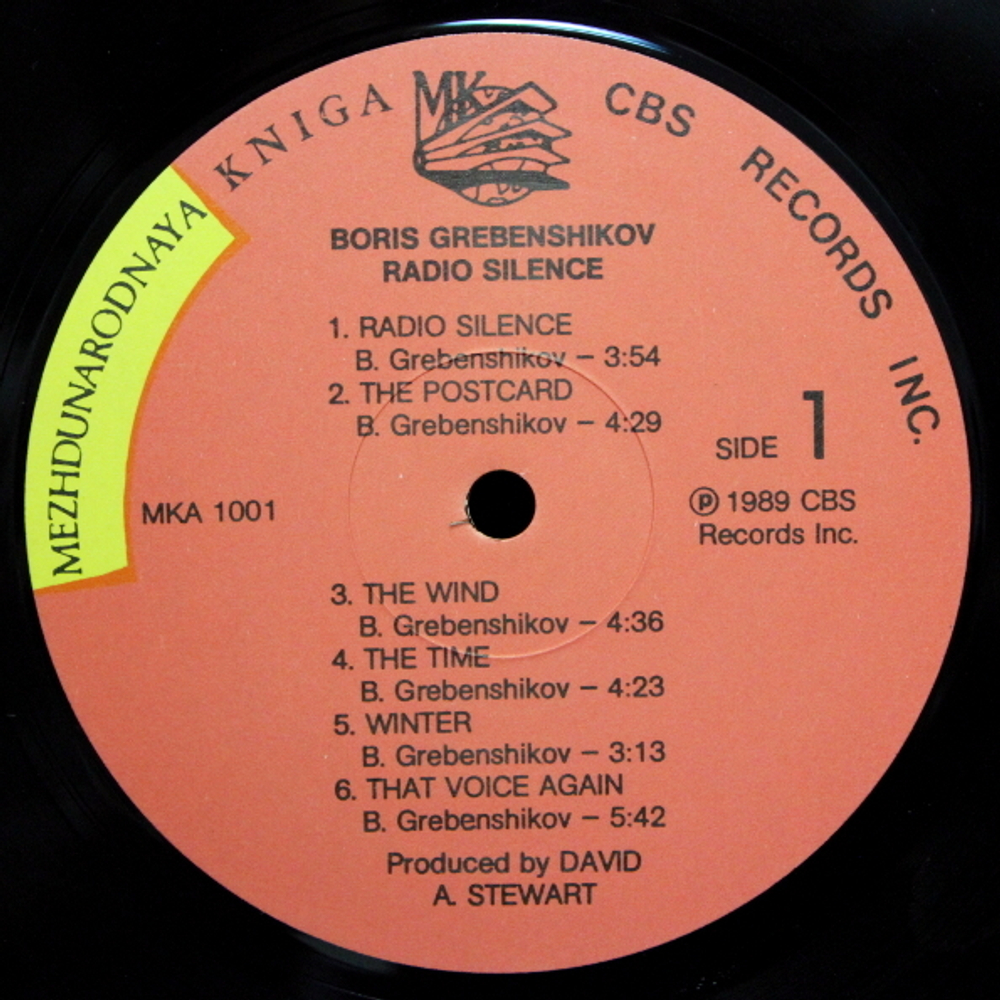 MEZHDUNARODNAYA KNIGA
MK
CBS RECORDS INC.
BORIS GREBENSHIKOV
RADIO SILENCE
1. RADIO SILENCE
B. Grebenshikov – 3:54
2. THE POSTCARD
B. Grebenshikov – 4:29
SIDE 1
MKA 1001
℗ 1989 CBS
Records Inc.
3. THE WIND
B. Grebenshikov – 4:36
4. THE TIME
B. Grebenshikov – 4:23
5. WINTER
B. Grebenshikov – 3:13
6. THAT VOICE AGAIN
B. Grebenshikov – 5:42
Produced by DAVID
A. STEWART